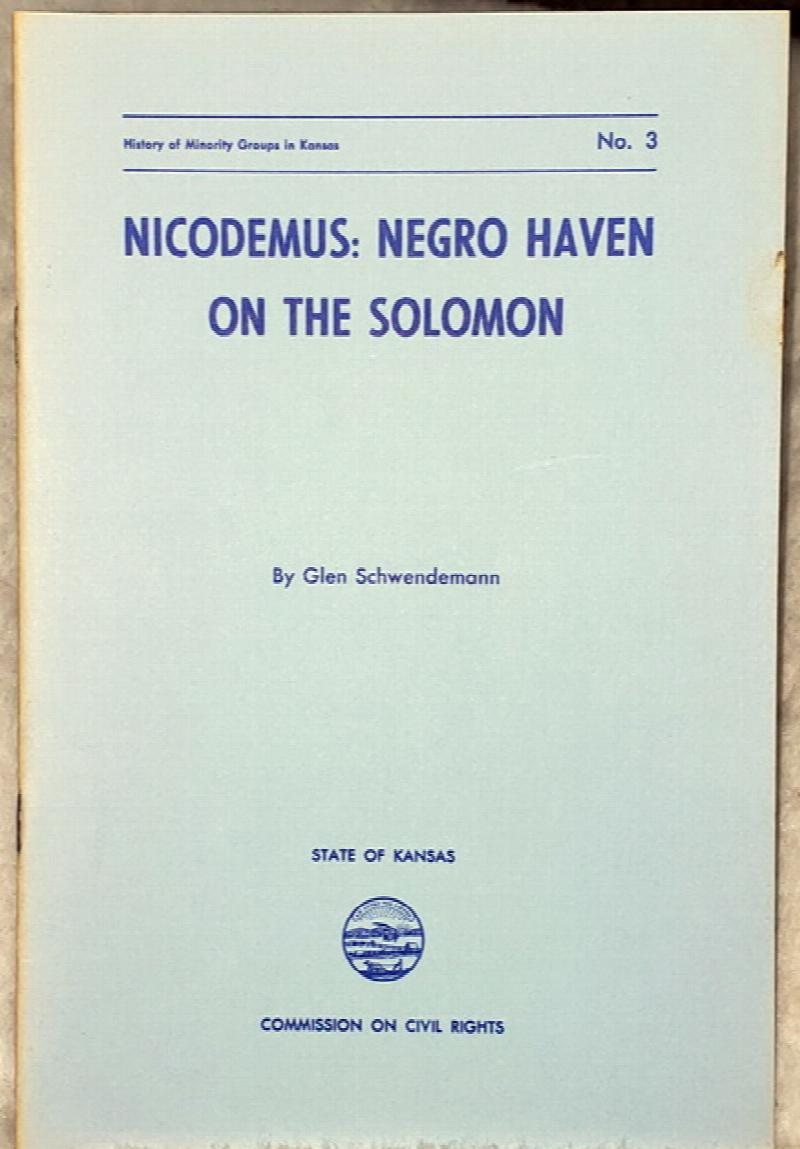 History of Minority Groups in Kansas
No. 3
NICODEMUS: NEGRO HAVEN
ON THE SOLOMON
By Glen Schwendemann
STATE OF KANSAS
COMMISSION ON CIVIL RIGHTS